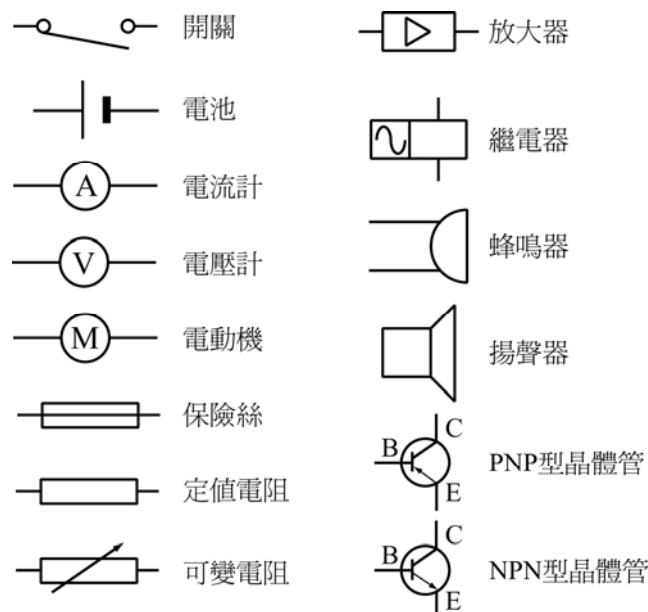 開關
電池
A 電流計
V 電壓計
M 電動機
保險絲
定值電阻
可變電阻
放大器
繼電器
蜂鳴器
揚聲器
C
B PNP型晶體管
E
C
B NPN型晶體管
E